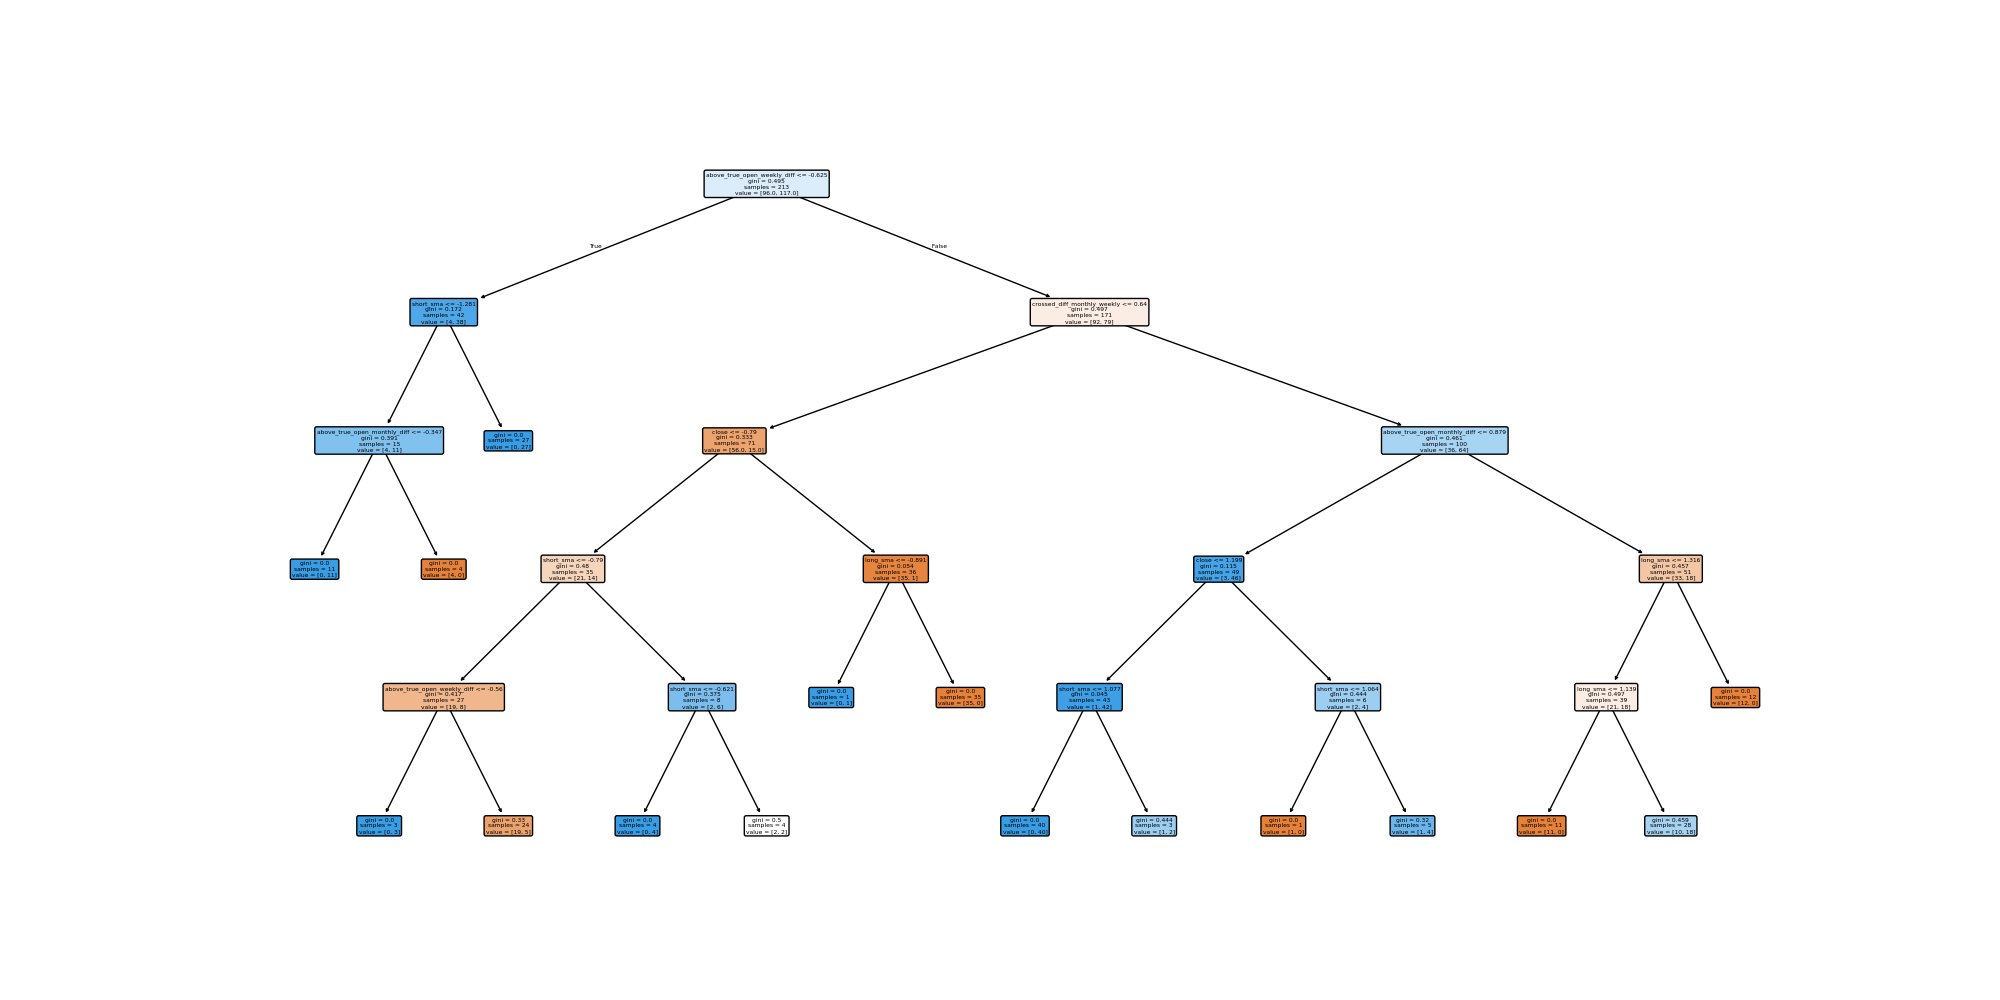 above_true_open_weekly_diff <= -0.625
gini = 0.495
samples = 213
value = [96.0, 117.0]
True
False
short_sma <= -1.281
gini = 0.172
samples = 42
value = [4, 38]
crossed_diff_monthly_weekly <= 0.64
gini = 0.497
samples = 171
value = [92, 79]
above_true_open_monthly_diff <= -0.347
gini = 0.391
samples = 15
value = [4, 11]
gini = 0.0
samples = 27
value = [0, 27]
close <= -0.79
gini = 0.333
samples = 71
value = [56.0, 15.0]
above_true_open_monthly_diff <= 0.879
gini = 0.461
samples = 100
value = [36, 64]
gini = 0.0
samples = 11
value = [0, 11]
gini = 0.0
samples = 4
value = [4, 0]
short_sma <= -0.79
gini = 0.48
samples = 35
value = [21, 14]
long_sma <= -0.891
gini = 0.054
samples = 36
value = [35, 1]
close <= 1.199
gini = 0.115
samples = 49
value = [3, 46]
long_sma <= 1.316
gini = 0.457
samples = 51
value = [33, 18]
above_true_open_weekly_diff <= -0.56
gini = 0.417
samples = 27
value = [19, 8]
short_sma <= -0.621
gini = 0.375
samples = 8
value = [2, 6]
gini = 0.0
samples = 1
value = [0, 1]
gini = 0.0
samples = 35
value = [35, 0]
short_sma <= 1.077
gini = 0.045
samples = 43
value = [1, 42]
short_sma <= 1.064
gini = 0.444
samples = 6
value = [2, 4]
long_sma <= 1.139
gini = 0.497
samples = 39
value = [21, 18]
gini = 0.0
samples = 12
value = [12, 0]
gini = 0.0
samples = 3
value = [0, 3]
gini = 0.33
samples = 24
value = [19, 5]
gini = 0.0
samples = 4
value = [0, 4]
gini = 0.5
samples = 4
value = [2, 2]
gini = 0.0
samples = 40
value = [0, 40]
gini = 0.444
samples = 3
value = [1, 2]
gini = 0.0
samples = 1
value = [1, 0]
gini = 0.32
samples = 5
value = [1, 4]
gini = 0.0
samples = 11
value = [11, 0]
gini = 0.459
samples = 28
value = [10, 18]